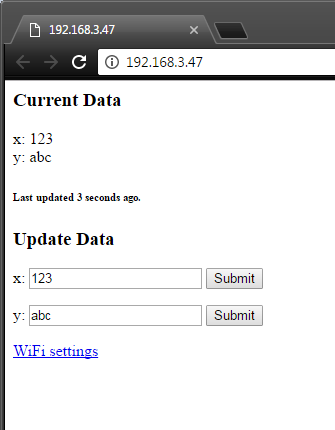 192.168.3.47
192.168.3.47
Current Data
x: 123
y: abc
Last updated 3 seconds ago.
Update Data
x: 123 Submit
y: abc Submit
WiFi settings